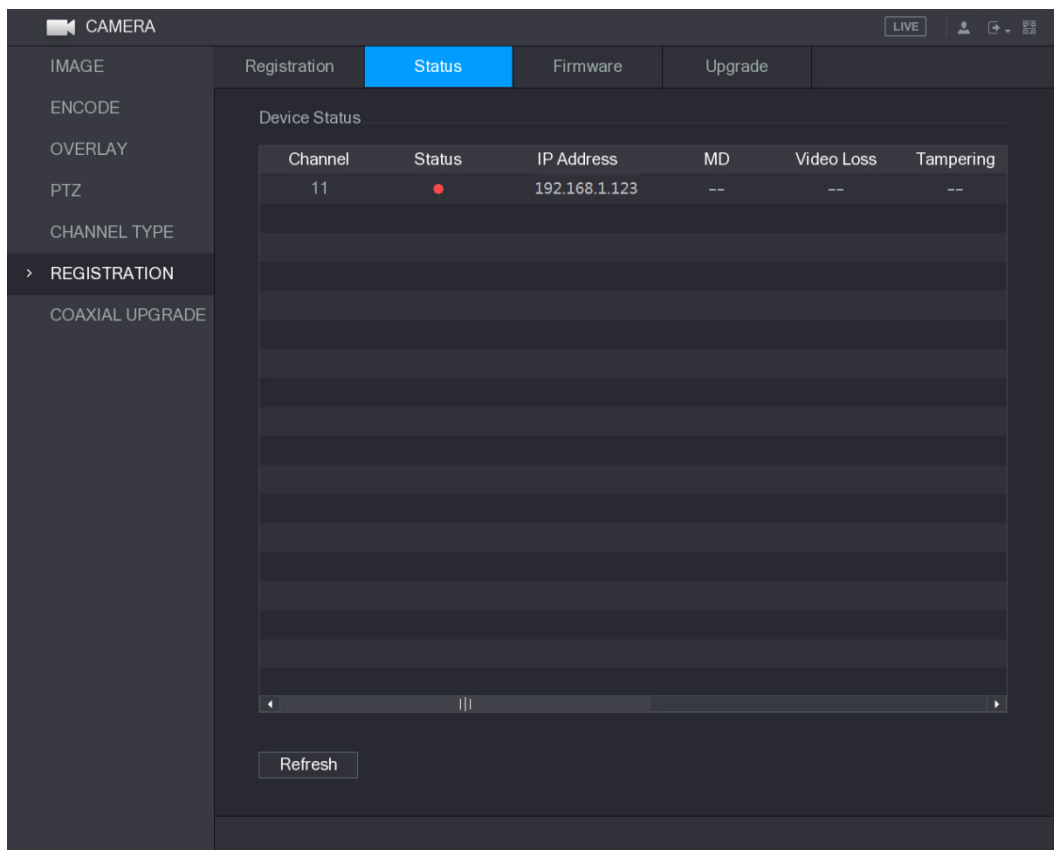 CAMERA
LIVE
IMAGE
ENCODE
OVERLAY
PTZ
CHANNEL TYPE
REGISTRATION
COAXIAL UPGRADE
Registration Status Firmware Upgrade
Device Status
Channel Status IP Address MD Video Loss Tampering
11 192.168.1.123 -- -- --
Refresh